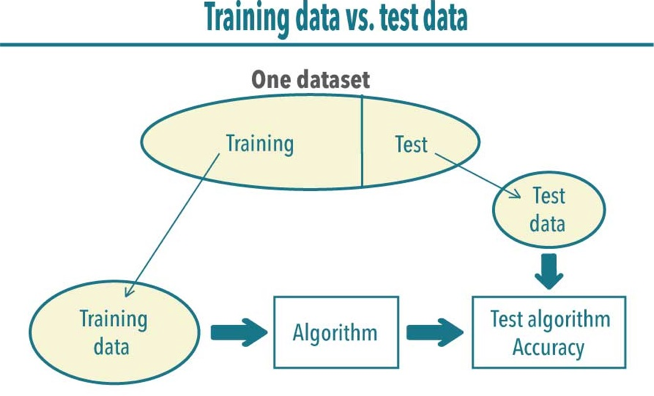 Training data vs. test data
One dataset
Training
Test
Test
data
Training
data
Algorithm
Test algorithm
Accuracy